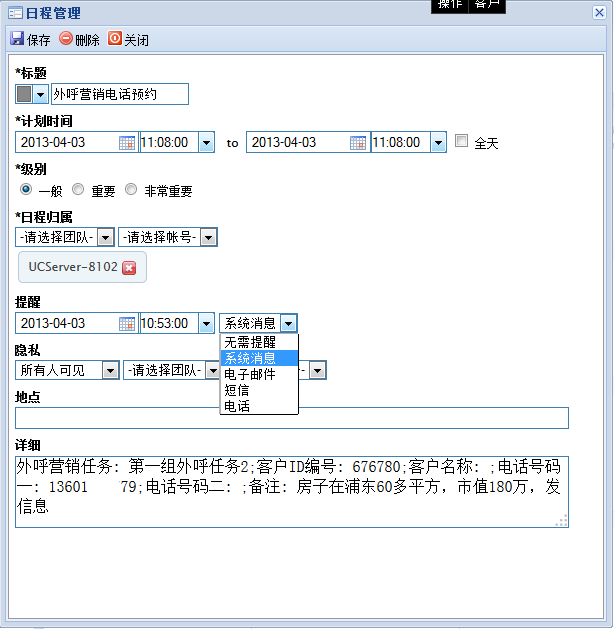 操作 客户
日程管理
保存 删除 关闭
*标题
外呼营销电话预约
*计划时间
2013-04-03 11:08:00 to 2013-04-03 11:08:00 全天
*级别
一般 重要 非常重要
*日程归属
-请选择团队- -请选择帐号-
UCServer-8102
提醒
2013-04-03 10:53:00 系统消息
无需提醒
系统消息
电子邮件
短信
电话
隐私
所有人可见 -请选择团队- -
地点
详细
外呼营销任务: 第一组外呼任务2;客户ID编号: 676780;客户名称: ;电话号码
一: 13601 79;电话号码二: ;备注: 房子在浦东60多平方，市值180万，发
信息